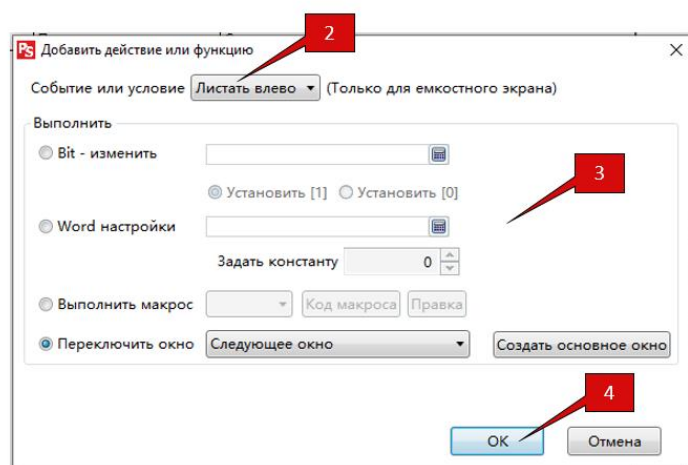 2
PS Добавить действие или функцию
Событие или условие Листать влево (Только для емкостного экрана)
Выполнить
Bit - изменить
3
Установить [1] Установить [0]
Word настройки
Задать константу 0
Выполнить макрос Код макроса Правка
Переключить окно Следующее окно Создать основное окно
4
OK Отмена